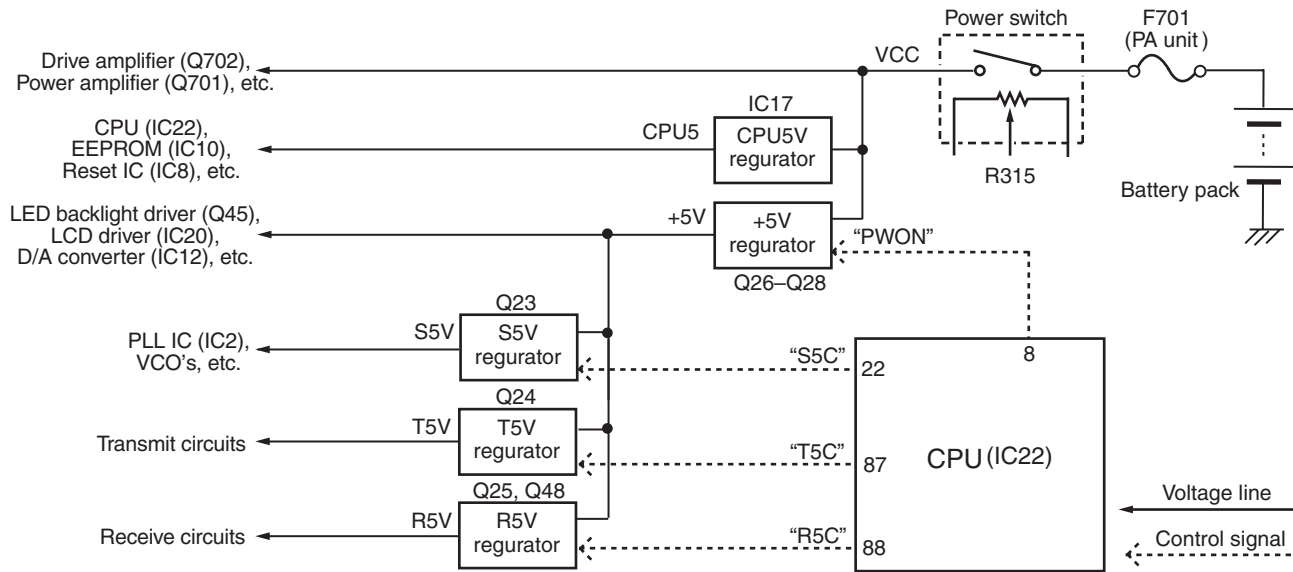 Power switch
F701
(PA unit)
Drive amplifier (Q702),
Power amplifier (Q701), etc.
VCC
IC17
CPU5
CPU5V
regurator
CPU (IC22),
EEPROM (IC10),
Reset IC (IC8), etc.
R315
Battery pack
LED backlight driver (Q45),
LCD driver (IC20),
D/A converter (IC12), etc.
+5V
+5V
regurator
“PWON”
Q26–Q28
Q23
S5V
S5V
regurator
PLL IC (IC2),
VCO's, etc.
“S5C”
22
8
Q24
T5V
T5V
regurator
Transmit circuits
“T5C”
87
CPU (IC22)
Q25, Q48
R5V
R5V
regurator
Receive circuits
“R5C”
88
Voltage line
Control signal